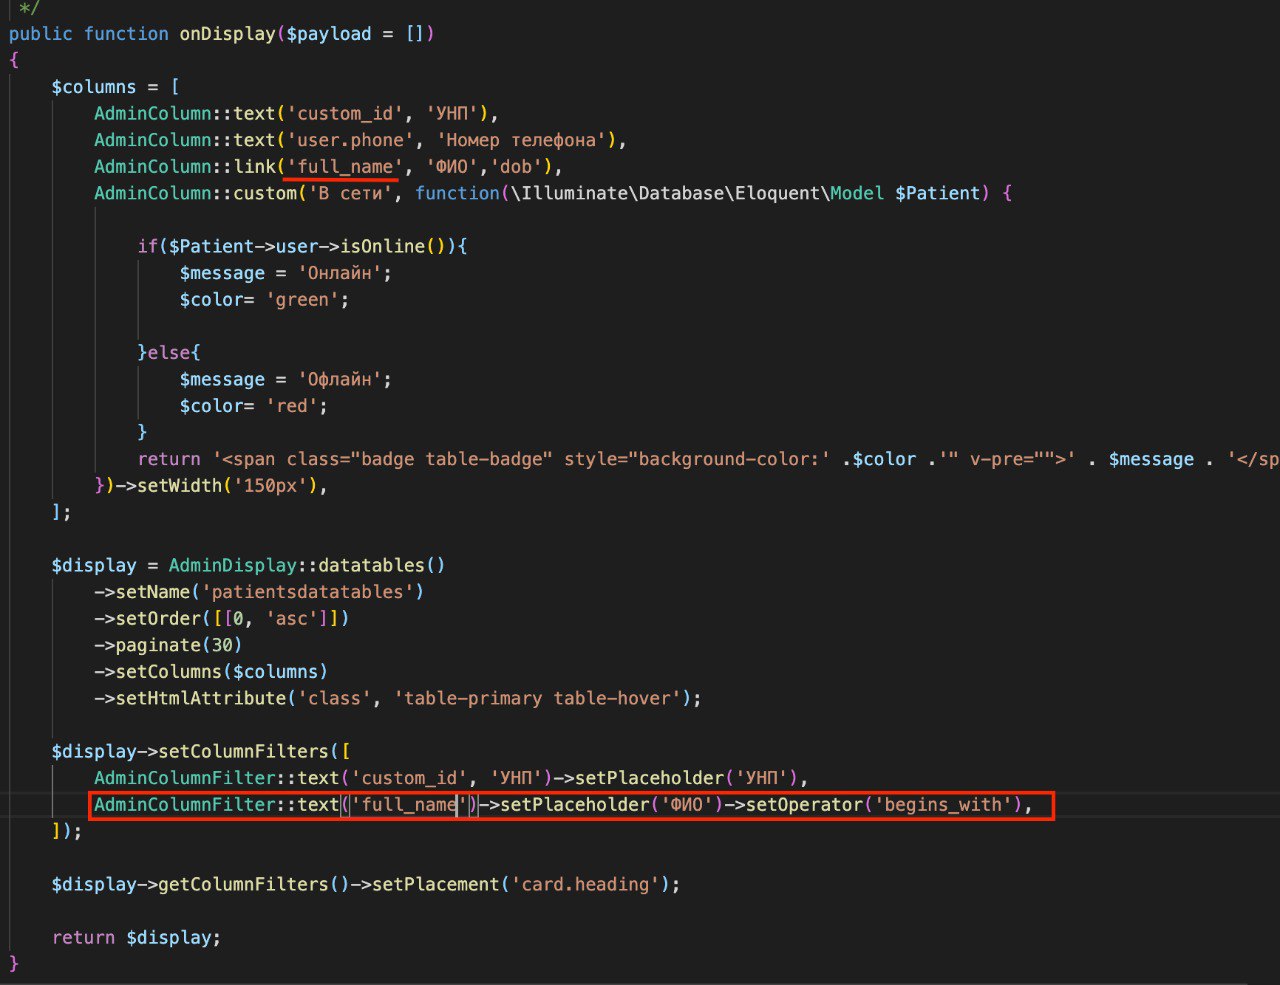 */
public function onDisplay($payload = [])
{
$columns = [
AdminColumn::text('custom_id', 'УНП'),
AdminColumn::text('user.phone', 'Номер телефона'),
AdminColumn::link('full_name', 'ФИО','dob'),
AdminColumn::custom('В сети', function(\Illuminate\Database\Eloquent\Model $Patient) {
if($Patient->user->isOnline()){
$message = 'Онлайн';
$color= 'green';
}else{
$message = 'Офлайн';
$color= 'red';
}
return '<span class="badge table-badge" style="background-color:' .$color .'" v-pre="">' . $message . '</sp
})->setWidth('150px'),
];
$display = AdminDisplay::datatables()
->setName('patientsdatatables')
->setOrder([[0, 'asc']])
->paginate(30)
->setColumns($columns)
->setHtmlAttribute('class', 'table-primary table-hover');
$display->setColumnFilters([
AdminColumnFilter::text('custom_id', 'УНП')->setPlaceholder('УНП'),
AdminColumnFilter::text('full_name')->setPlaceholder('ФИО')->setOperator('begins_with'),
]);
$display->getColumnFilters()->setPlacement('card.heading');
return $display;
}